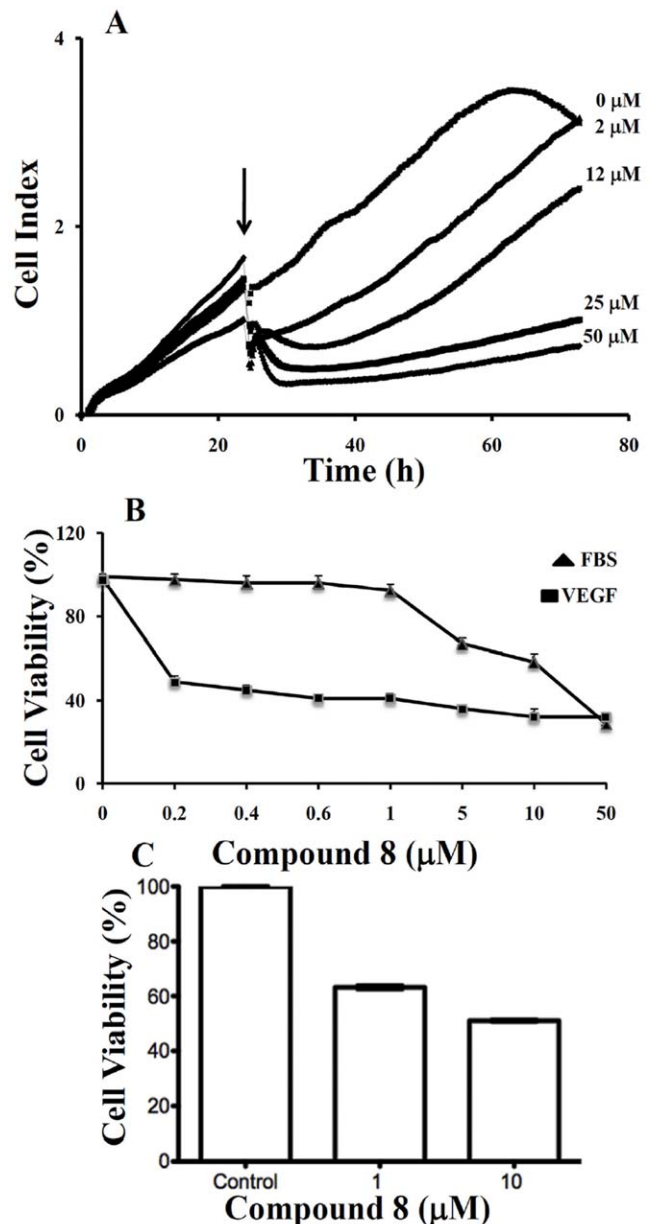 A
4
2
0
Cell Index
0 μM
2 μM
12 μM
25 μM
50 μM
0 20 40 60 80
Time (h)
B
120
80
40
0
Cell Viability (%)
FBS
VEGF
0 0.2 0.4 0.6 1 5 10 50
Compound 8 (μM)
C
100
80
60
40
20
0
Cell Viability (%)
Control 1 10
Compound 8 (μM)